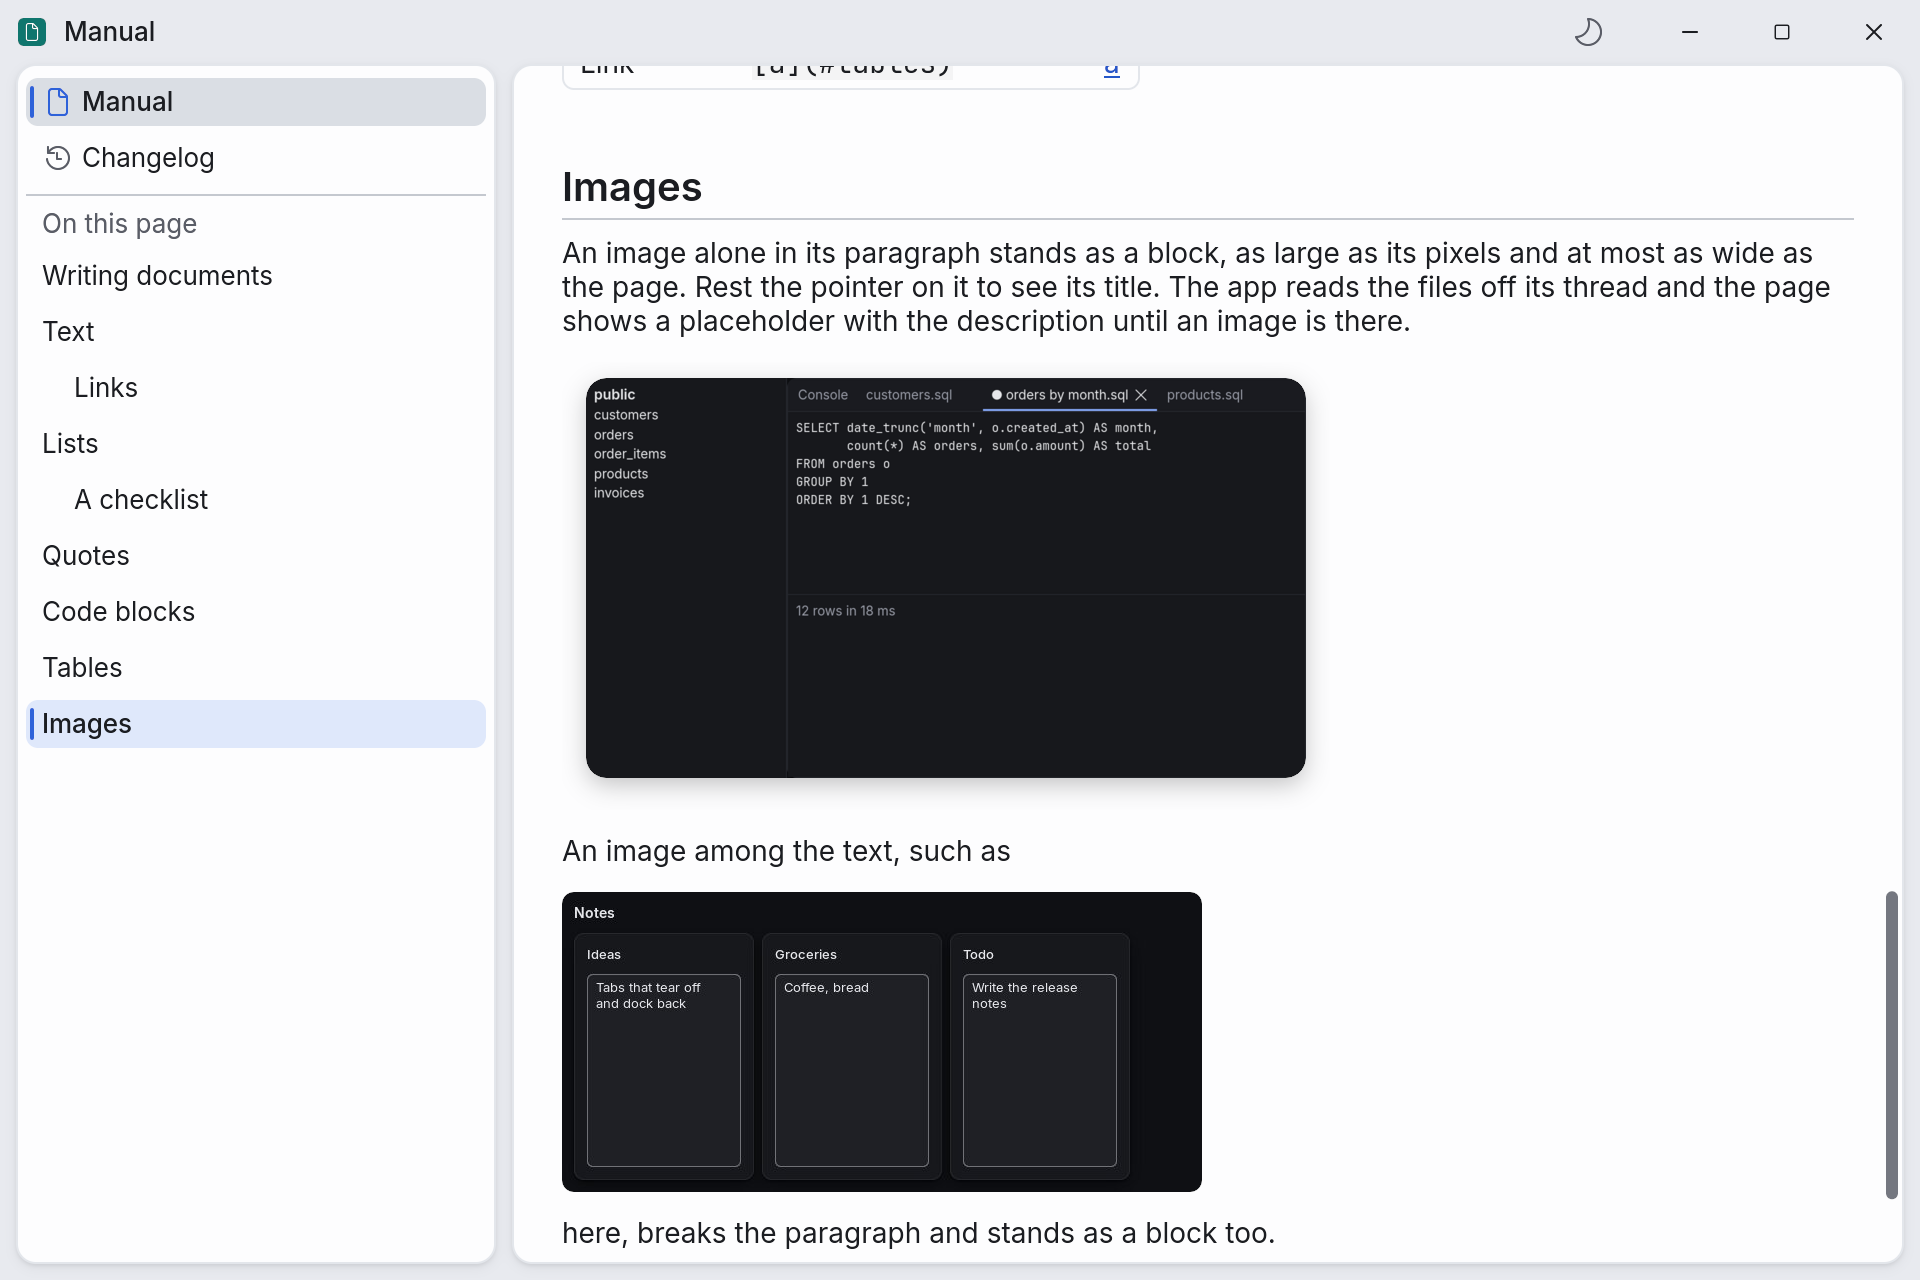 Manual
Manual
Changelog
On this page
Writing documents
Text
Links
Lists
A checklist
Quotes
Code blocks
Tables
Images
Link [a](#tables) a
Images
An image alone in its paragraph stands as a block, as large as its pixels and at most as wide as
the page. Rest the pointer on it to see its title. The app reads the files off its thread and the page
shows a placeholder with the description until an image is there.
public
customers
orders
order_items
products
invoices
Console customers.sql orders by month.sql products.sql
SELECT date_trunc('month', o.created_at) AS month,
count(*) AS orders, sum(o.amount) AS total
FROM orders o
GROUP BY 1
ORDER BY 1 DESC;
12 rows in 18 ms
An image among the text, such as
Notes
Ideas
Tabs that tear off
and dock back
Groceries
Coffee, bread
Todo
Write the release
notes
here, breaks the paragraph and stands as a block too.